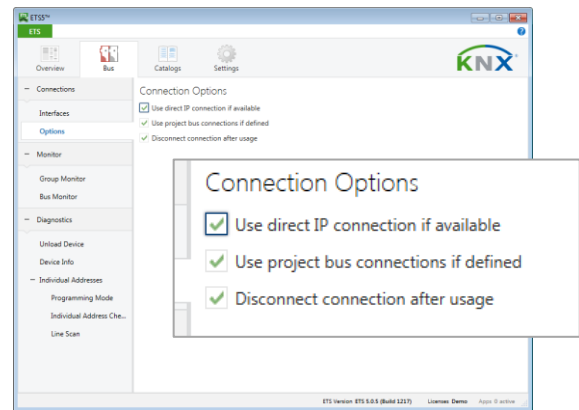 ETS5™
ETS
Overview
Bus
Catalogs
Settings
KNX
Connections
Interfaces
Options
Monitor
Group Monitor
Bus Monitor
Diagnostics
Unload Device
Device Info
Individual Addresses
Programming Mode
Individual Address Che...
Line Scan
Connection Options
Use direct IP connection if available
Use project bus connections if defined
Disconnect connection after usage
Connection Options
Use direct IP connection if available
Use project bus connections if defined
Disconnect connection after usage
ETS Version ETS 5.0.5 (Build 1217) Licenses Demo Apps 0 active